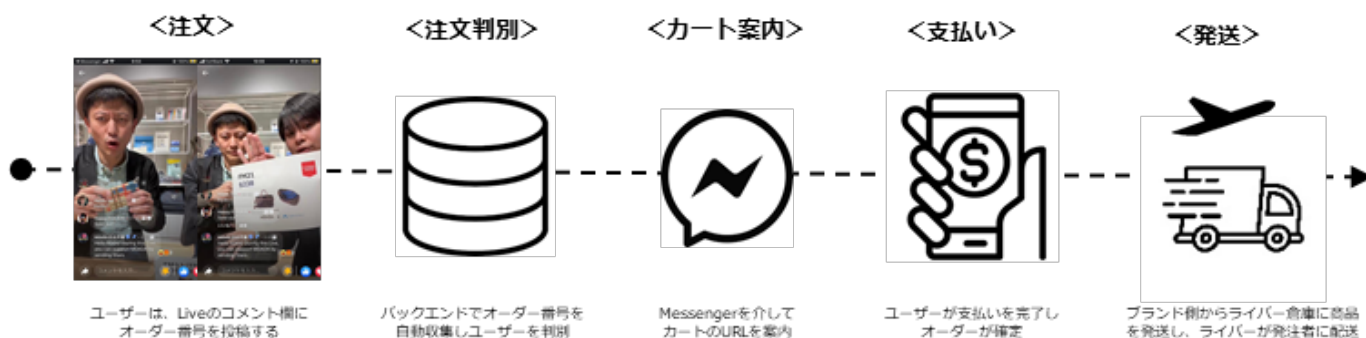 ＜注文＞
＜注文判別＞
＜カート案内＞
＜支払い＞
＜発送＞
ユーザーは、Liveのコメント欄に
オーダー番号を投稿する
バックエンドでオーダー番号を
自動収集しユーザーを判別
Messengerを介して
カートのURLを案内
ユーザーが支払いを完了し
オーダーが確定
ブランド側からライバー倉庫に商品
を発送し、ライバーが発注者に配送